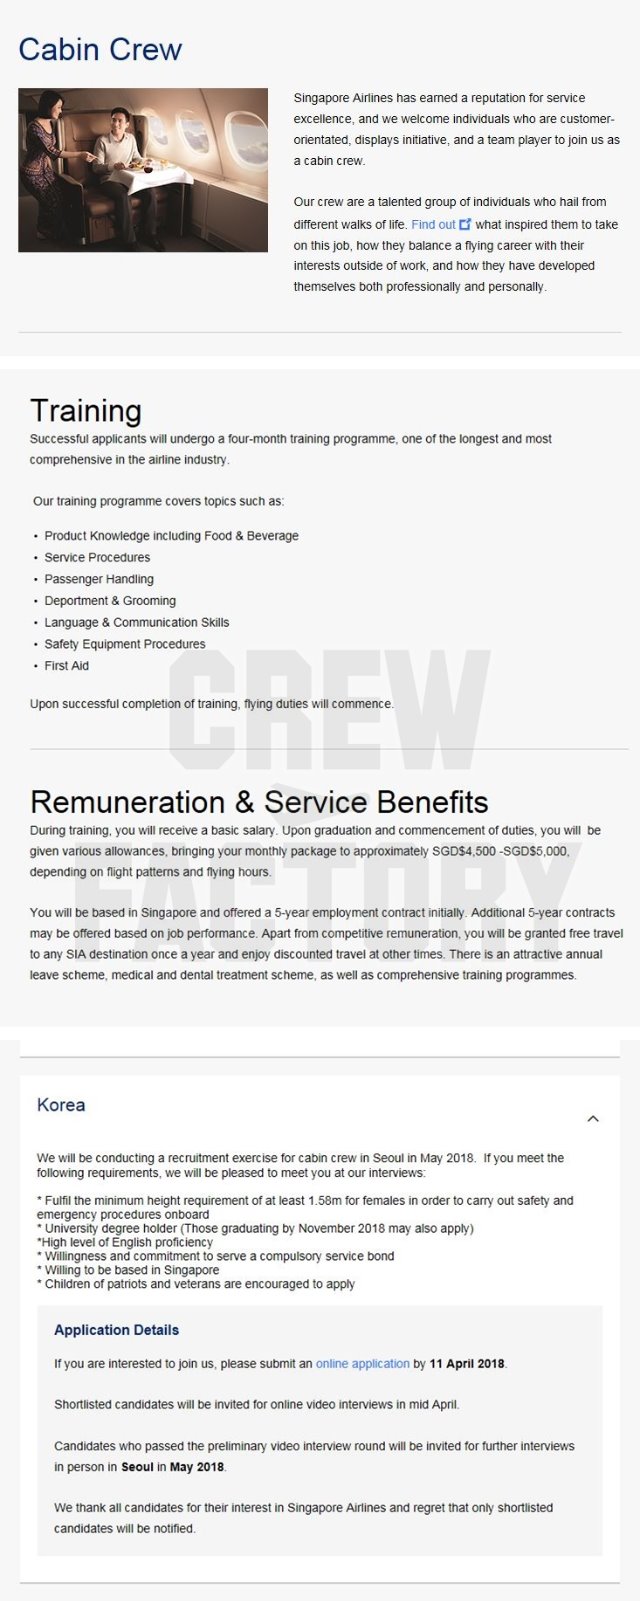 Cabin Crew
Singapore Airlines has earned a reputation for service
excellence, and we welcome individuals who are customer-
orientated, displays initiative, and a team player to join us as
a cabin crew.
Our crew are a talented group of individuals who hail from
different walks of life. Find out what inspired them to take
on this job, how they balance a flying career with their
interests outside of work, and how they have developed
themselves both professionally and personally.
Training
Successful applicants will undergo a four-month training programme, one of the longest and most
comprehensive in the airline industry.
Our training programme covers topics such as:
• Product Knowledge including Food & Beverage
• Service Procedures
• Passenger Handling
• Deportment & Grooming
• Language & Communication Skills
• Safety Equipment Procedures
• First Aid
Upon successful completion of training, flying duties will commence.
CREW
FACTORY
Remuneration & Service Benefits
During training, you will receive a basic salary. Upon graduation and commencement of duties, you will be
given various allowances, bringing your monthly package to approximately SGD$4,500 -SGD$5,000,
depending on flight patterns and flying hours.
You will be based in Singapore and offered a 5-year employment contract initially. Additional 5-year contracts
may be offered based on job performance. Apart from competitive remuneration, you will be granted free travel
to any SIA destination once a year and enjoy discounted travel at other times. There is an attractive annual
leave scheme, medical and dental treatment scheme, as well as comprehensive training programmes.
Korea
We will be conducting a recruitment exercise for cabin crew in Seoul in May 2018. If you meet the
following requirements, we will be pleased to meet you at our interviews:
* Fulfil the minimum height requirement of at least 1.58m for females in order to carry out safety and
emergency procedures onboard
* University degree holder (Those graduating by November 2018 may also apply)
*High level of English proficiency
* Willingness and commitment to serve a compulsory service bond
* Willing to be based in Singapore
* Children of patriots and veterans are encouraged to apply
Application Details
If you are interested to join us, please submit an online application by 11 April 2018.
Shortlisted candidates will be invited for online video interviews in mid April.
Candidates who passed the preliminary video interview round will be invited for further interviews
in person in Seoul in May 2018.
We thank all candidates for their interest in Singapore Airlines and regret that only shortlisted
candidates will be notified.